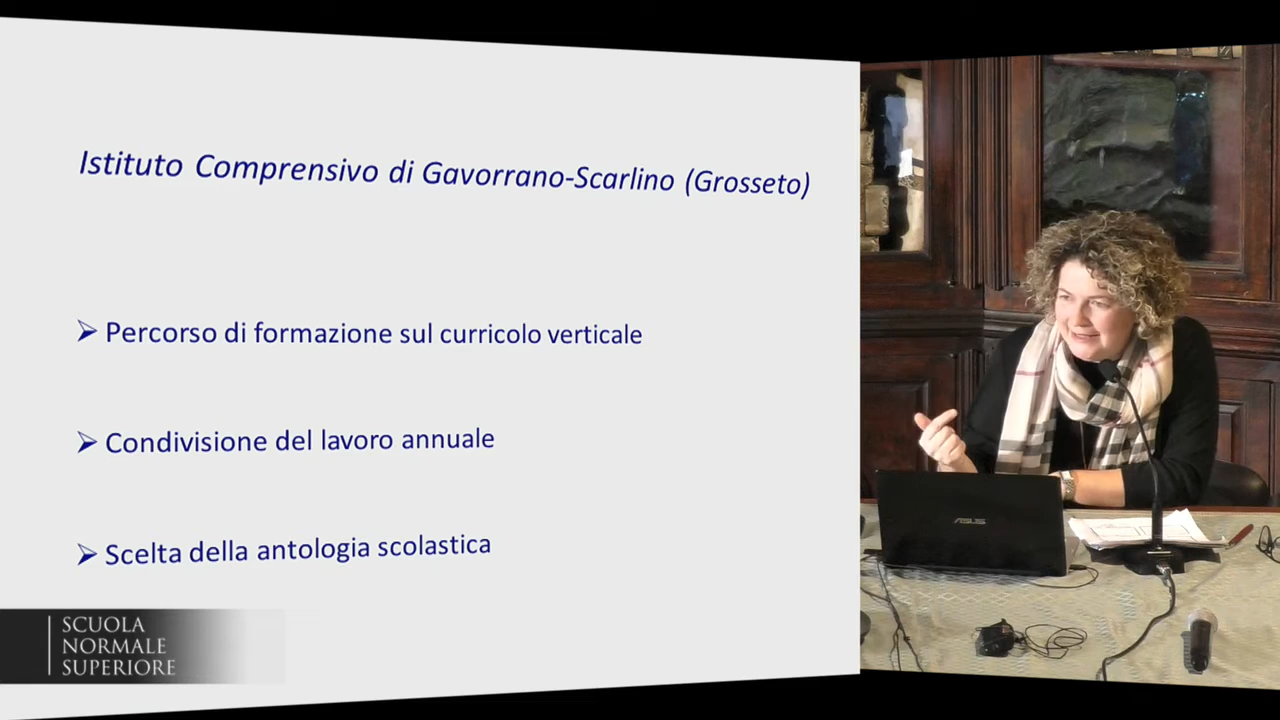 Istituto Comprensivo di Gavorrano-Scarlino (Grosseto)
Percorso di formazione sul curricolo verticale
Condivisione del lavoro annuale
Scelta della antologia scolastica
SCUOLA
NORMALE
SUPERIORE
ASUS